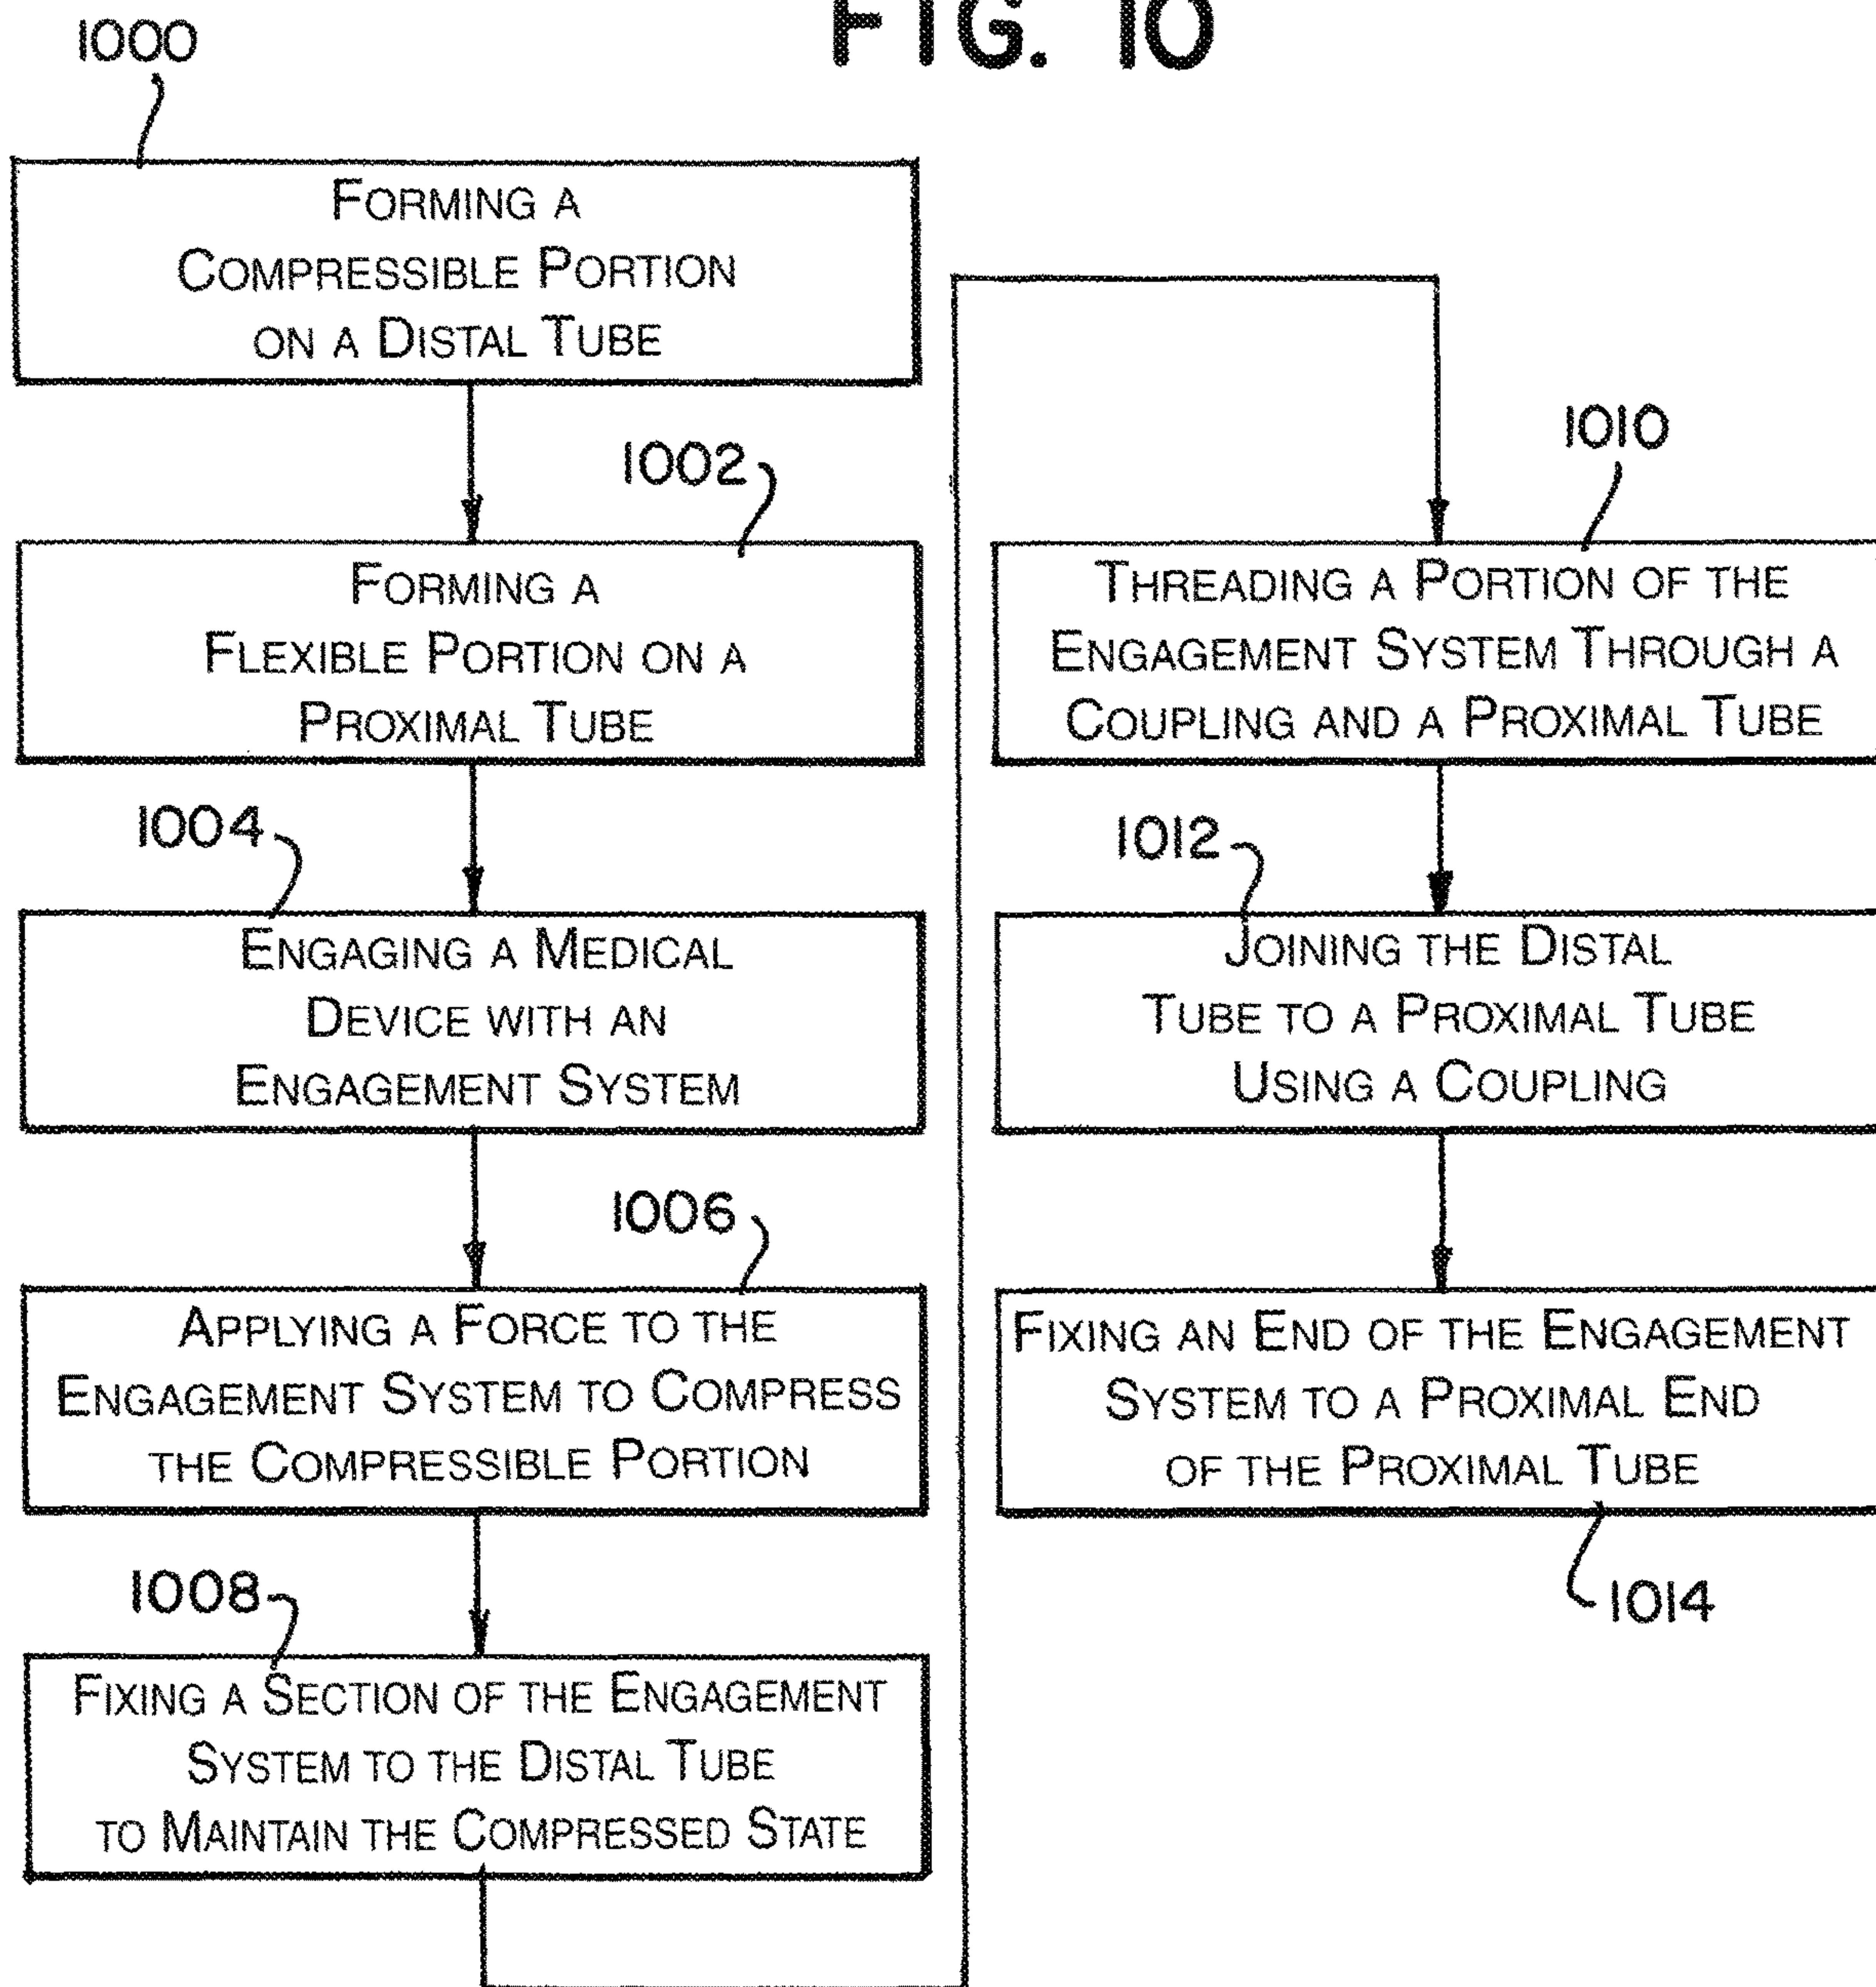 FIG. 10
1000
FORMING A
COMPRESSIBLE PORTION
ON A DISTAL TUBE
1002
FORMING A
FLEXIBLE PORTION ON A
PROXIMAL TUBE
1004
ENGAGING A MEDICAL
DEVICE WITH AN
ENGAGEMENT SYSTEM
1006
APPLYING A FORCE TO THE
ENGAGEMENT SYSTEM TO COMPRESS
THE COMPRESSIBLE PORTION
1008
FIXING A SECTION OF THE ENGAGEMENT
SYSTEM TO THE DISTAL TUBE
TO MAINTAIN THE COMPRESSED STATE
1010
THREADING A PORTION OF THE
ENGAGEMENT SYSTEM THROUGH A
COUPLING AND A PROXIMAL TUBE
1012
JOINING THE DISTAL
TUBE TO A PROXIMAL TUBE
USING A COUPLING
FIXING AN END OF THE ENGAGEMENT
SYSTEM TO A PROXIMAL END
OF THE PROXIMAL TUBE
1014